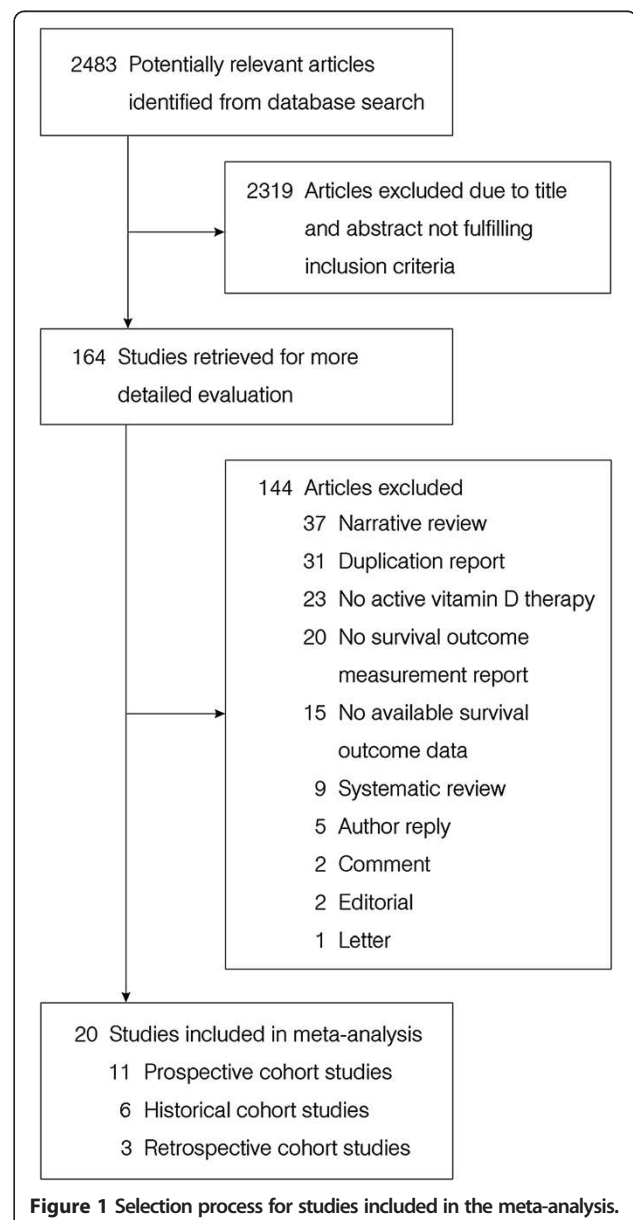 2483 Potentially relevant articles
identified from database search
2319 Articles excluded due to title
and abstract not fulfilling
inclusion criteria
164 Studies retrieved for more
detailed evaluation
144 Articles excluded
37 Narrative review
31 Duplication report
23 No active vitamin D therapy
20 No survival outcome
measurement report
15 No available survival
outcome data
9 Systematic review
5 Author reply
2 Comment
2 Editorial
1 Letter
20 Studies included in meta-analysis
11 Prospective cohort studies
6 Historical cohort studies
3 Retrospective cohort studies
Figure 1 Selection process for studies included in the meta-analysis.